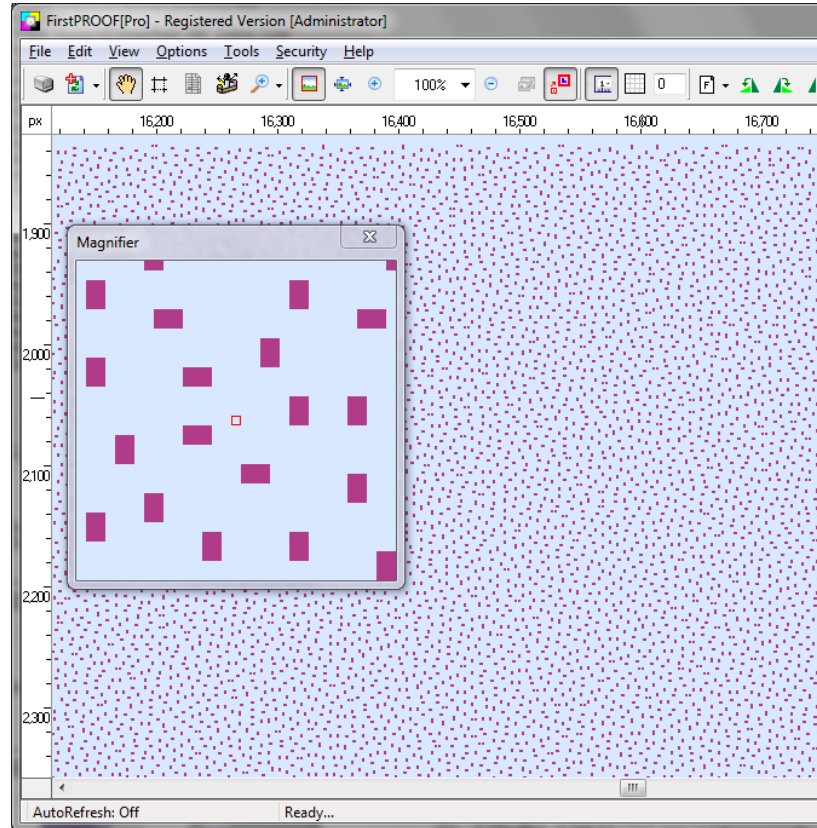 FirstPROOF[Pro] - Registered Version [Administrator]
File Edit View Options Tools Security Help
100% 0 F
px 16,200 16,300 16,400 16,500 16,600 16,700
1,900
Magnifier
2,000
2,100
2,200
2,300
AutoRefresh: Off Ready...